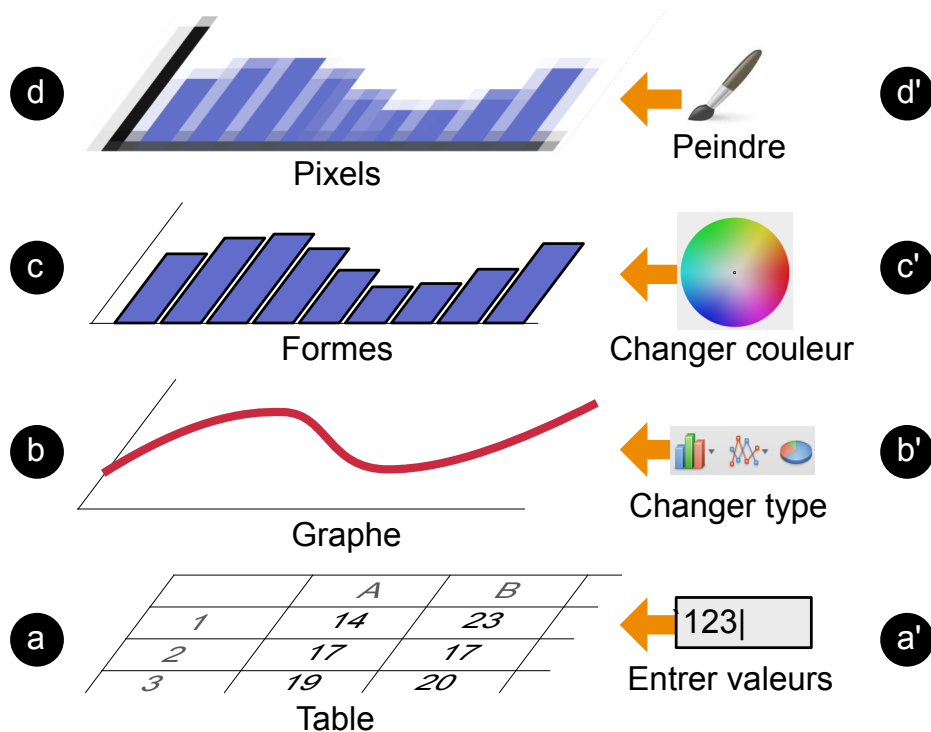 d
d'
Peindre
Pixels
c
c'
Formes
Changer couleur
b
b'
Changer type
Graphe
A B
1 14 23
2 17 17
3 19 20
a
123|
a'
Entrer valeurs
Table